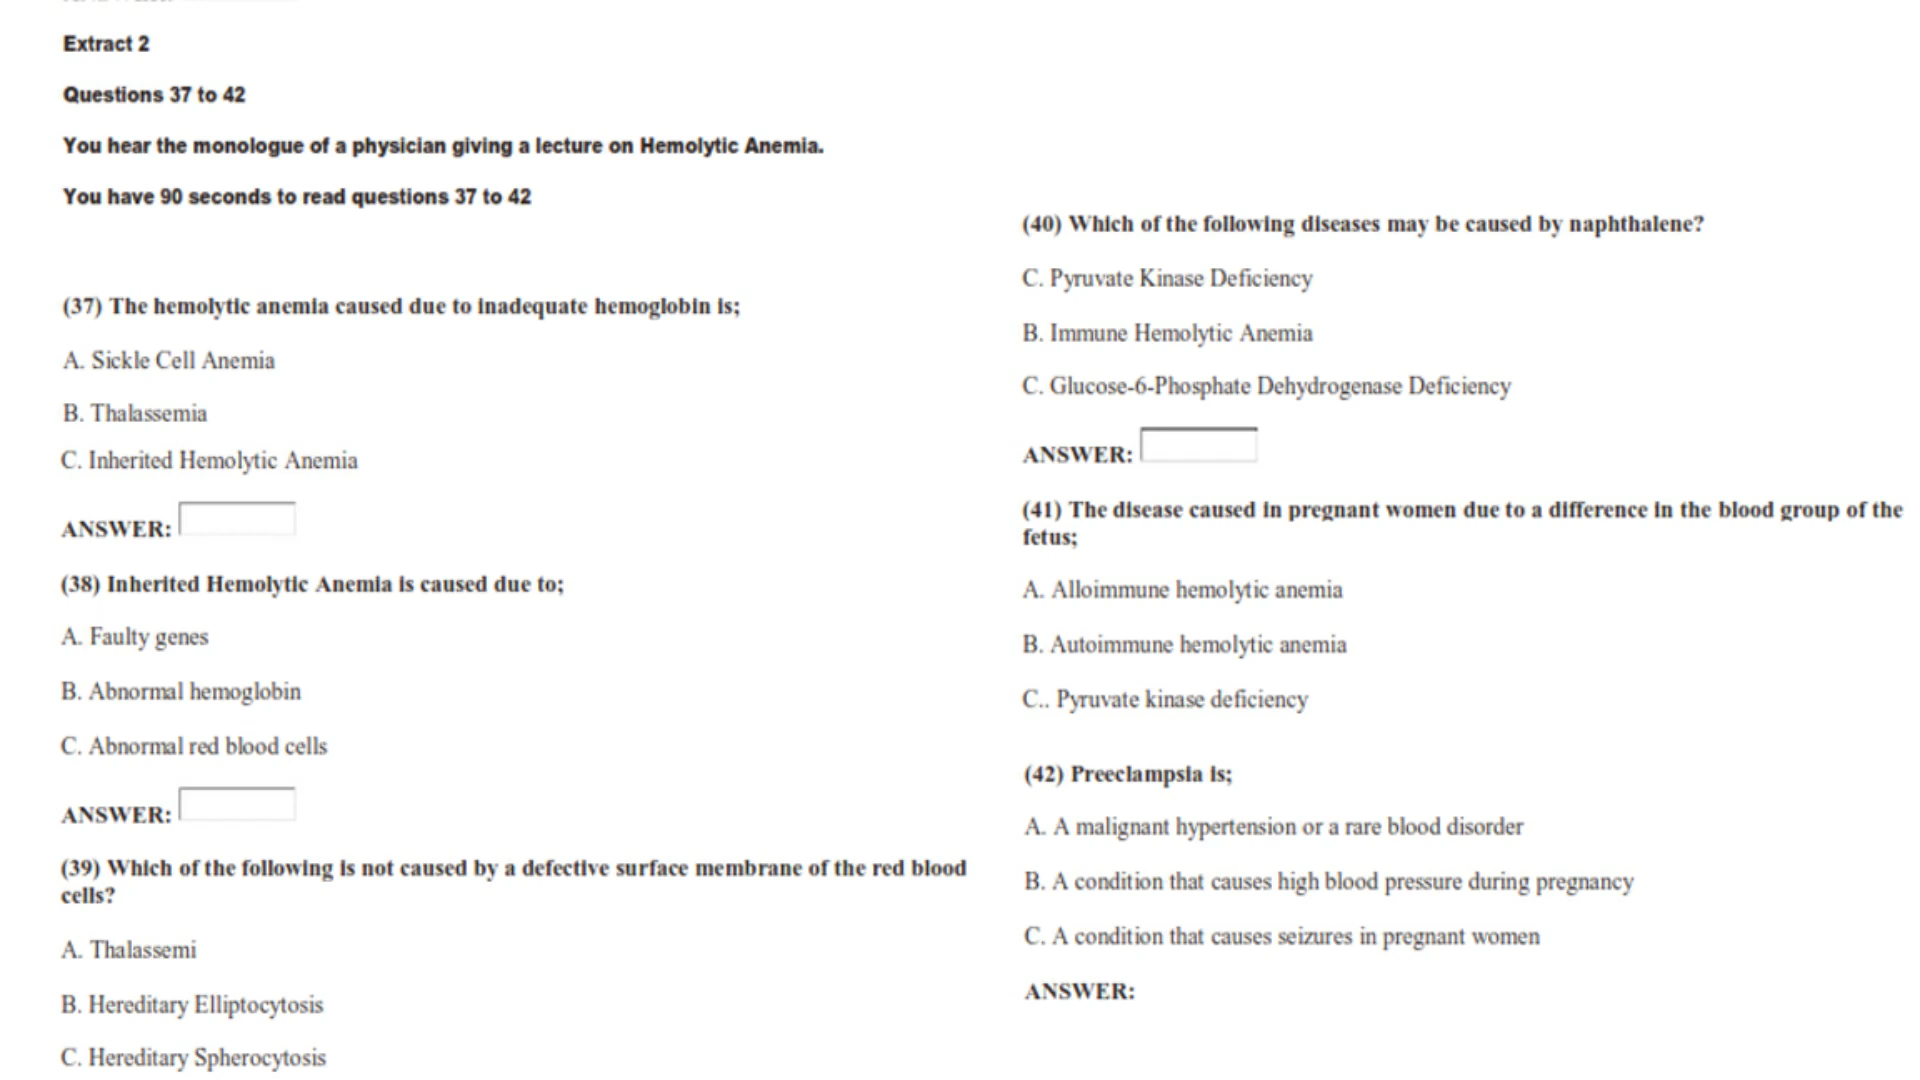 Extract 2
Questions 37 to 42
You hear the monologue of a physician giving a lecture on Hemolytic Anemia.
You have 90 seconds to read questions 37 to 42
(37) The hemolytic anemia caused due to inadequate hemoglobin is;
A. Sickle Cell Anemia
B. Thalassemia
C. Inherited Hemolytic Anemia
ANSWER:
(38) Inherited Hemolytic Anemia is caused due to;
A. Faulty genes
B. Abnormal hemoglobin
C. Abnormal red blood cells
ANSWER:
(39) Which of the following is not caused by a defective surface membrane of the red blood
cells?
A. Thalassemi
B. Hereditary Elliptocytosis
C. Hereditary Spherocytosis
(40) Which of the following diseases may be caused by naphthalene?
C. Pyruvate Kinase Deficiency
B. Immune Hemolytic Anemia
C. Glucose-6-Phosphate Dehydrogenase Deficiency
ANSWER:
(41) The disease caused in pregnant women due to a difference in the blood group of the
fetus;
A. Alloimmune hemolytic anemia
B. Autoimmune hemolytic anemia
C.. Pyruvate kinase deficiency
(42) Preeclampsia is;
A. A malignant hypertension or a rare blood disorder
B. A condition that causes high blood pressure during pregnancy
C. A condition that causes seizures in pregnant women
ANSWER: